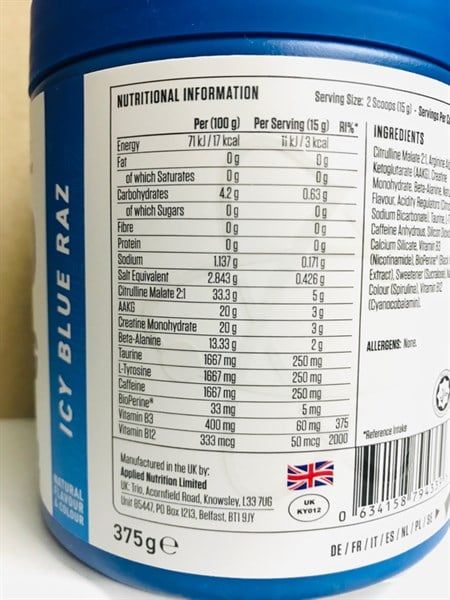 NUTRITIONAL INFORMATION
Serving Size: 2 Scoops (15 g) - Servings Per
Per (100 g) Per Serving (15 g) RI%*
Energy 71 kJ / 17 kcal 11 kJ / 3 kcal
Fat 0 g 0 g
of which Saturates 0 g 0 g
Carbohydrates 4.2 g 0.63 g
of which Sugars 0 g 0 g
Fibre 0 g 0 g
Protein 0 g 0 g
Sodium 1.137 g 0.171 g
Salt Equivalent 2.843 g 0.426 g
Citrulline Malate 2:1 33.3 g 5 g
AAKG 20 g 3 g
Creatine Monohydrate 20 g 3 g
Beta-Alanine 13.33 g 2 g
Taurine 1667 mg 250 mg
L-Tyrosine 1667 mg 250 mg
Caffeine 1667 mg 250 mg
BioPerine® 33 mg 5 mg
Vitamin B3 400 mg 60 mg 375
Vitamin B12 333 mcg 50 mcg 2000
Manufactured in the UK by:
Applied Nutrition Limited
UK: Trio, Acornfield Road, Knowsley, L33 7UG
Unit 85447, PO Box 1213, Belfast, BT1 9JY
375g e
UK
KY012
INGREDIENTS
Citrulline Malate 2:1, Arginine
Ketoglutarate (AAKG), Creatine
Monohydrate, Beta-Alanine,
Flavour, Acidity Regulators
Sodium Bicarbonate), Taurine,
Caffeine Anhydrous, Silicon
Calcium Silicate, Vitamin B3
(Nicotinamide), BioPerine®
Extract), Sweetener (Sucralose),
Colour (Spirulina), Vitamin B12
(Cyanocobalamin).
ALLERGENS: None.
*Reference Intake
0 634158
DE / FR / IT / ES / NL / PL / SE
ICY BLUE RAZ
NATURAL
FLAVOUR
& COLOUR